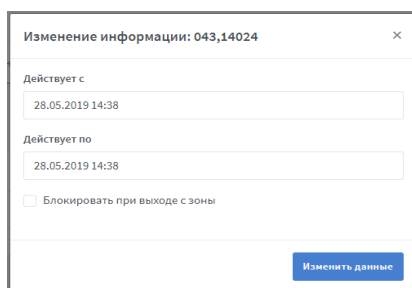 Изменение информации: 043,14024
×
Действует с
28.05.2019 14:38
Действует по
28.05.2019 14:38
Блокировать при выходе с зоны
Изменить данные